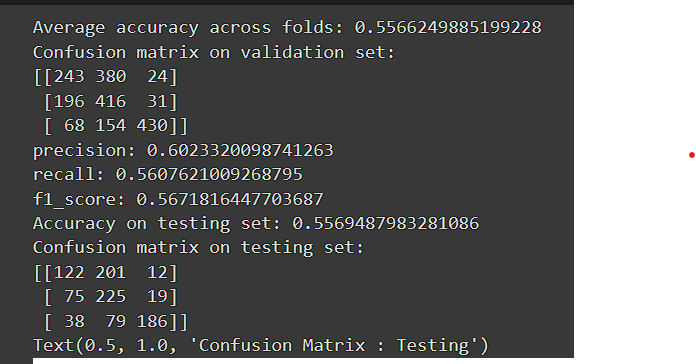 Average accuracy across folds: 0.5566249885199228
Confusion matrix on validation set:
[[243 380  24]
 [196 416  31]
 [ 68 154 430]]
precision: 0.6023320098741263
recall: 0.5607621009268795
f1_score: 0.5671816447703687
Accuracy on testing set: 0.5569487983281086
Confusion matrix on testing set:
[[122 201  12]
 [ 75 225  19]
 [ 38  79 186]]
Text(0.5, 1.0, 'Confusion Matrix : Testing')